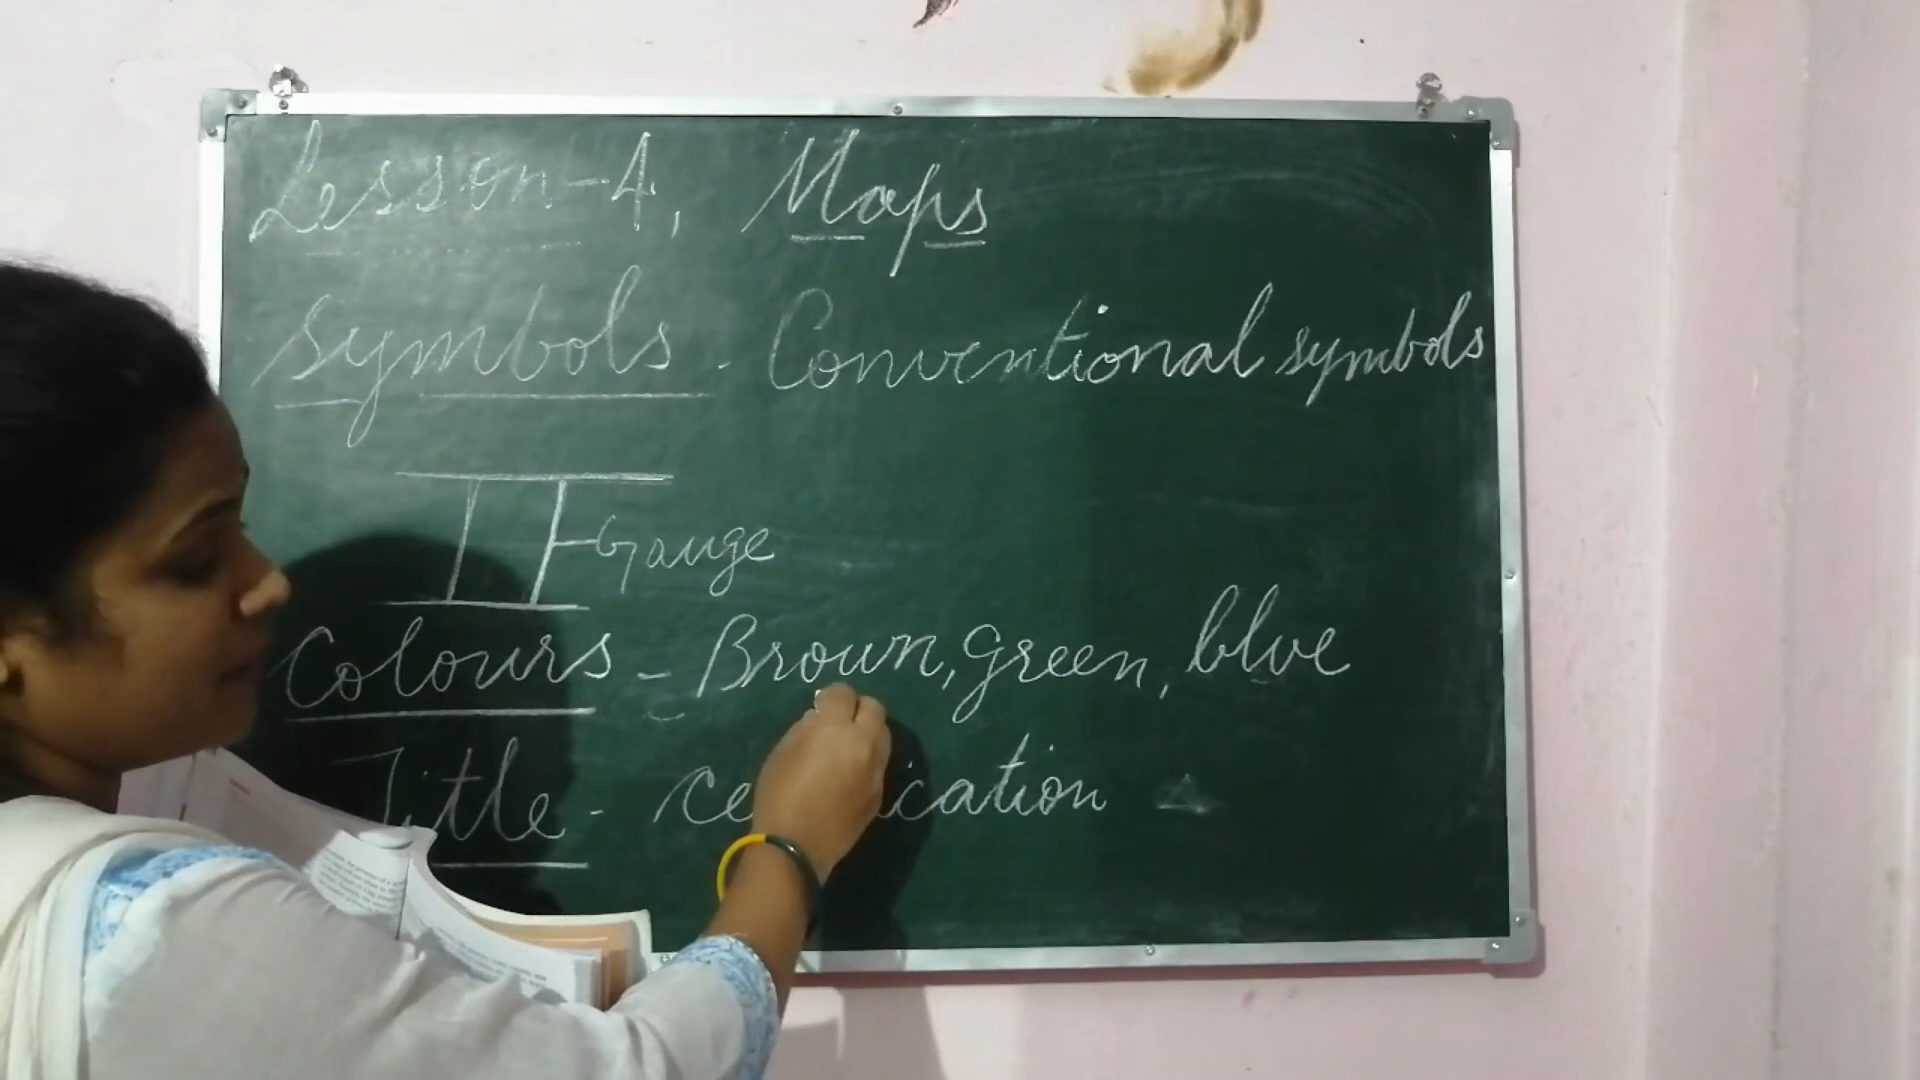 Lesson-4, Maps
Symbols - Conventional symbols
Gauge
Colours - Brown, green, blue
Title -